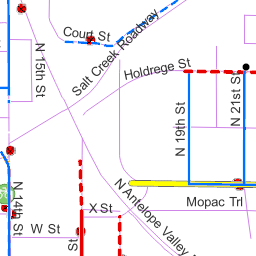 Court St
Salt Creek Roadway
N 15th St
Holdrege St
N 19th St
N 21st St
N Antelope Valley
Mopac Trl
N 14th St
X St
W St
St